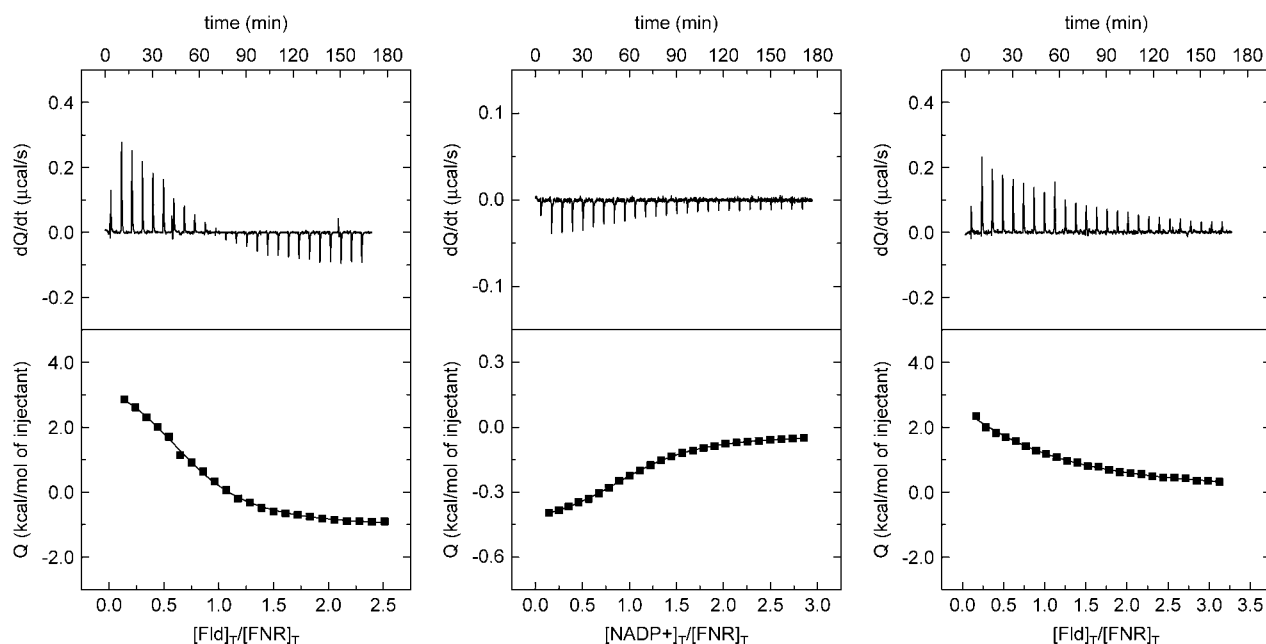 time (min)
0 30 60 90 120 150 180
0.4
0.2
0.0
-0.2
dQ/dt (µcal/s)
4.0
2.0
0.0
-2.0
Q (kcal/mol of injectant)
0.0 0.5 1.0 1.5 2.0 2.5
[Fld]T/[FNR]T
time (min)
0 30 60 90 120 150 180
0.1
0.0
-0.1
dQ/dt (µcal/s)
0.3
0.0
-0.3
-0.6
Q (kcal/mol of injectant)
0.0 0.5 1.0 1.5 2.0 2.5 3.0
[NADP+]T/[FNR]T
time (min)
0 30 60 90 120 150 180
0.4
0.2
0.0
-0.2
dQ/dt (µcal/s)
4.0
2.0
0.0
-2.0
Q (kcal/mol of injectant)
0.0 0.5 1.0 1.5 2.0 2.5 3.0 3.5
[Fld]T/[FNR]T